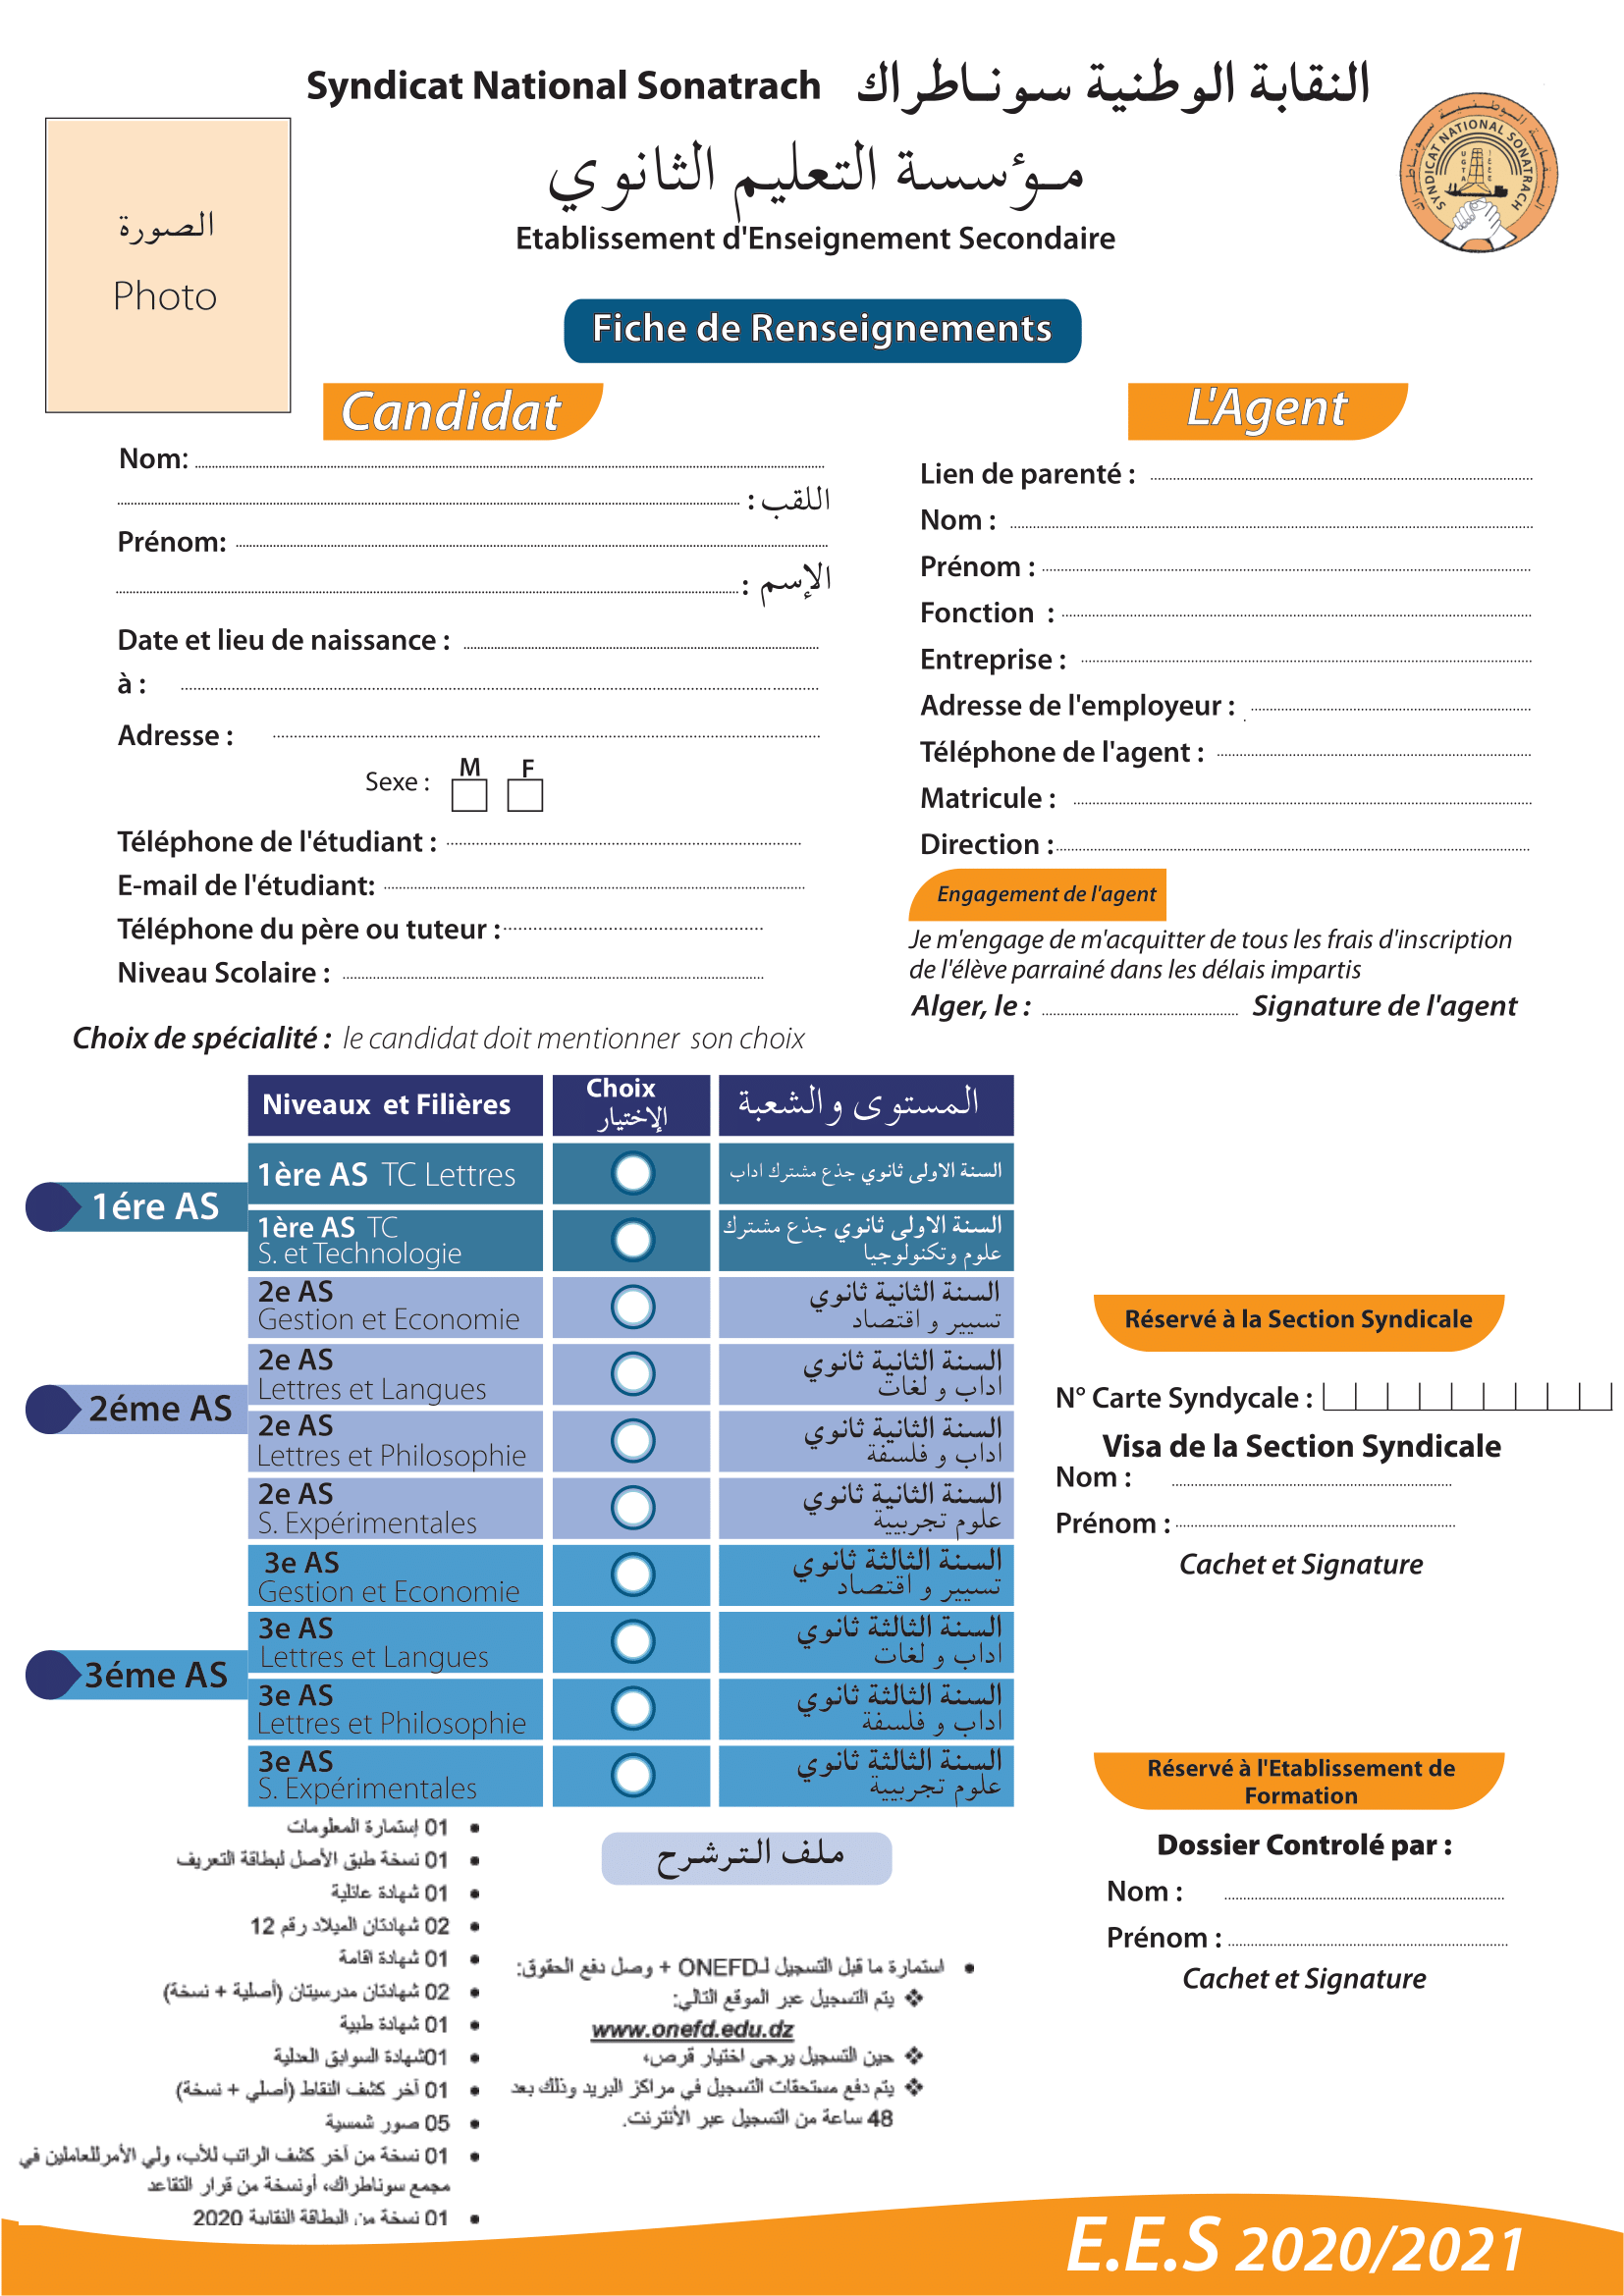 Syndicat National Sonatrach النقابة الوطنية سوناطراك
مؤسسة التعليم الثانوي
Etablissement d'Enseignement Secondaire
SYNDICAT NATIONAL SONATRACH
UGTA
الصورة
Photo
Fiche de Renseignements
Candidat
Nom:
اللقب :
Prénom:
الإسم :
Date et lieu de naissance :
à :
Adresse :
Sexe : M F
Téléphone de l'étudiant :
E-mail de l'étudiant:
Téléphone du père ou tuteur :
Niveau Scolaire :
L'Agent
Lien de parenté :
Nom :
Prénom :
Fonction :
Entreprise :
Adresse de l'employeur :
Téléphone de l'agent :
Matricule :
Direction :
Engagement de l'agent
Je m'engage de m'acquitter de tous les frais d'inscription
de l'élève parrainé dans les délais impartis
Alger, le : Signature de l'agent
Choix de spécialité : le candidat doit mentionner son choix
Niveaux et Filières
Choix
الإختيار
المستوى والشعبة
1ére AS
1ère AS TC Lettres
السنة الاولى ثانوي جذع مشترك اداب
1ère AS TC
S. et Technologie
السنة الاولى ثانوي جذع مشترك
علوم وتكنولوجيا
2éme AS
2e AS
Gestion et Economie
السنة الثانية ثانوي
تسيير و اقتصاد
2e AS
Lettres et Langues
السنة الثانية ثانوي
اداب و لغات
2e AS
Lettres et Philosophie
السنة الثانية ثانوي
اداب و فلسفة
2e AS
S. Expérimentales
السنة الثانية ثانوي
علوم تجريبية
3éme AS
3e AS
Gestion et Economie
السنة الثالثة ثانوي
تسيير و اقتصاد
3e AS
Lettres et Langues
السنة الثالثة ثانوي
اداب و لغات
3e AS
Lettres et Philosophie
السنة الثالثة ثانوي
اداب و فلسفة
3e AS
S. Expérimentales
السنة الثالثة ثانوي
علوم تجريبية
Réservé à la Section Syndicale
N° Carte Syndycale :
Visa de la Section Syndicale
Nom :
Prénom :
Cachet et Signature
Réservé à l'Etablissement de
Formation
Dossier Controlé par :
Nom :
Prénom :
Cachet et Signature
ملف الترشرح
• 01 إستمارة المعلومات
• 01 نسخة طبق الأصل لبطاقة التعريف
• 01 شهادة عائلية
• 02 شهادتان الميلاد رقم 12
• 01 شهادة اقامة
• 02 شهادتان مدرسيتان (أصلية + نسخة)
• 01 شهادة طبية
• 01شهادة السوابق العدلية
• 01 آخر كشف النقاط (أصلي + نسخة)
• 05 صور شمسية
• 01 نسخة من آخر كشف الراتب للأب، ولي الأمرللعاملين في
مجمع سوناطراك، أونسخة من قرار التقاعد
• 01 نسخة من البطاقة النقابية 2020
• استمارة ما قبل التسجيل لـONEFD + وصل دفع الحقوق:
❖ يتم التسجيل عبر الموقع التالي:
www.onefd.edu.dz
❖ حين التسجيل يرجى اختيار قرص،
❖ يتم دفع مستحقات التسجيل في مراكز البريد وذلك بعد
48 ساعة من التسجيل عبر الأنترنت.
E.E.S 2020/2021